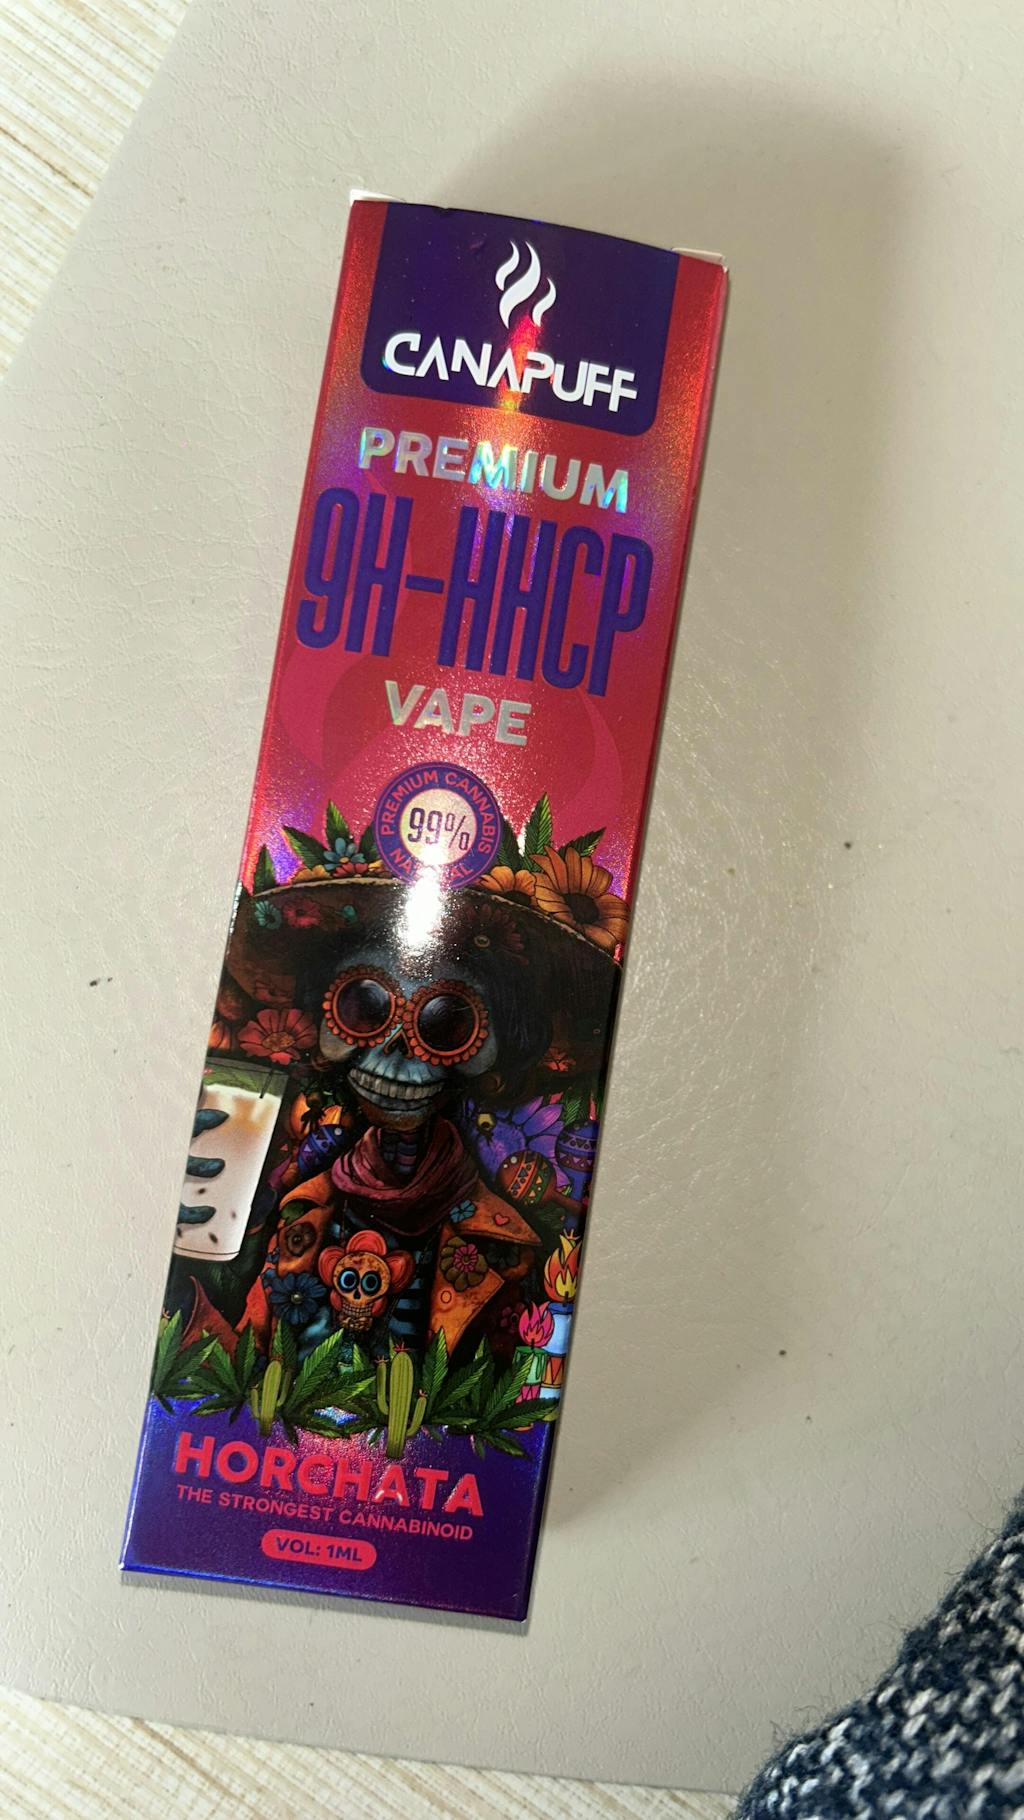 CANAPUFF
PREMIUM
9H-HHCP
VAPE
PREMIUM CANNABIS
99%
NATURAL
HORCHATA
THE STRONGEST CANNABINOID
VOL: 1ML